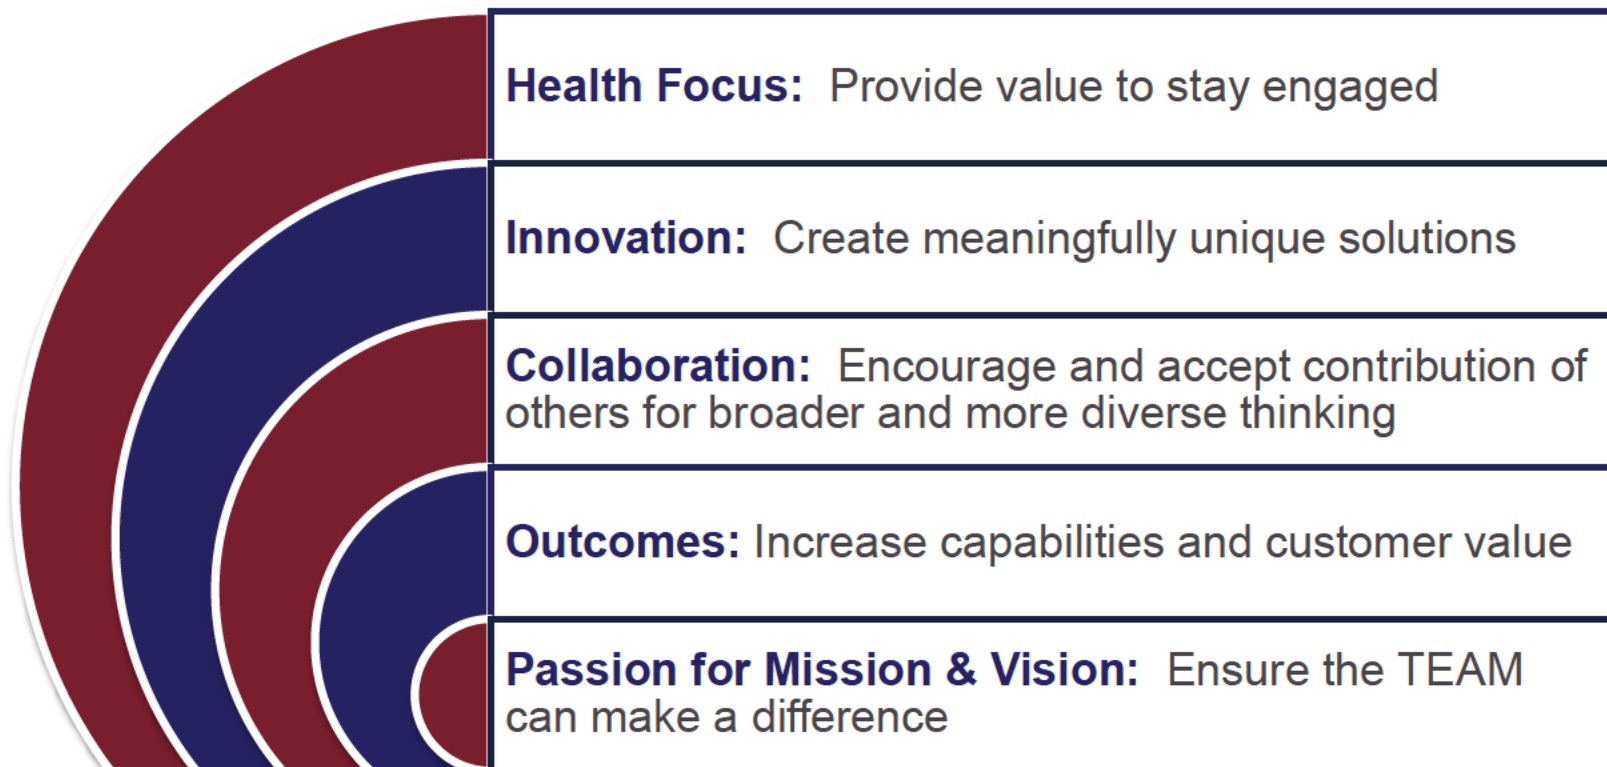 Health Focus:  Provide value to stay engaged
Innovation:  Create meaningfully unique solutions
Collaboration:  Encourage and accept contribution of
others for broader and more diverse thinking
Outcomes: Increase capabilities and customer value
Passion for Mission & Vision:  Ensure the TEAM
can make a difference